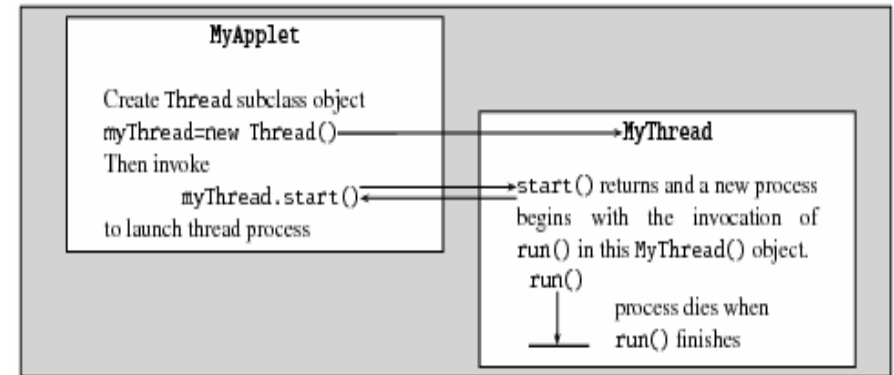 MyApplet
Create Thread subclass object
myThread=new Thread()
Then invoke
myThread.start()
to launch thread process
MyThread
start() returns and a new process
begins with the invocation of
run() in this MyThread() object.
run()
process dies when
run() finishes